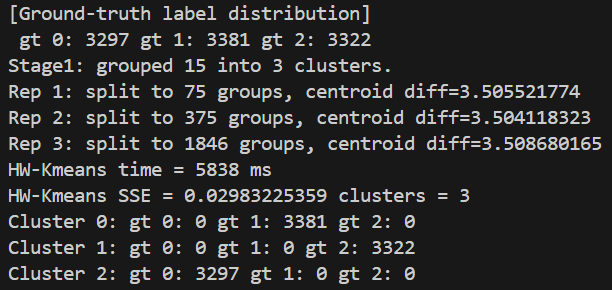 [Ground-truth label distribution]
 gt 0: 3297 gt 1: 3381 gt 2: 3322
Stage1: grouped 15 into 3 clusters.
Rep 1: split to 75 groups, centroid diff=3.505521774
Rep 2: split to 375 groups, centroid diff=3.504118323
Rep 3: split to 1846 groups, centroid diff=3.508680165
HW-Kmeans time = 5838 ms
HW-Kmeans SSE = 0.02983225359 clusters = 3
Cluster 0: gt 0: 0 gt 1: 3381 gt 2: 0
Cluster 1: gt 0: 0 gt 1: 0 gt 2: 3322
Cluster 2: gt 0: 3297 gt 1: 0 gt 2: 0